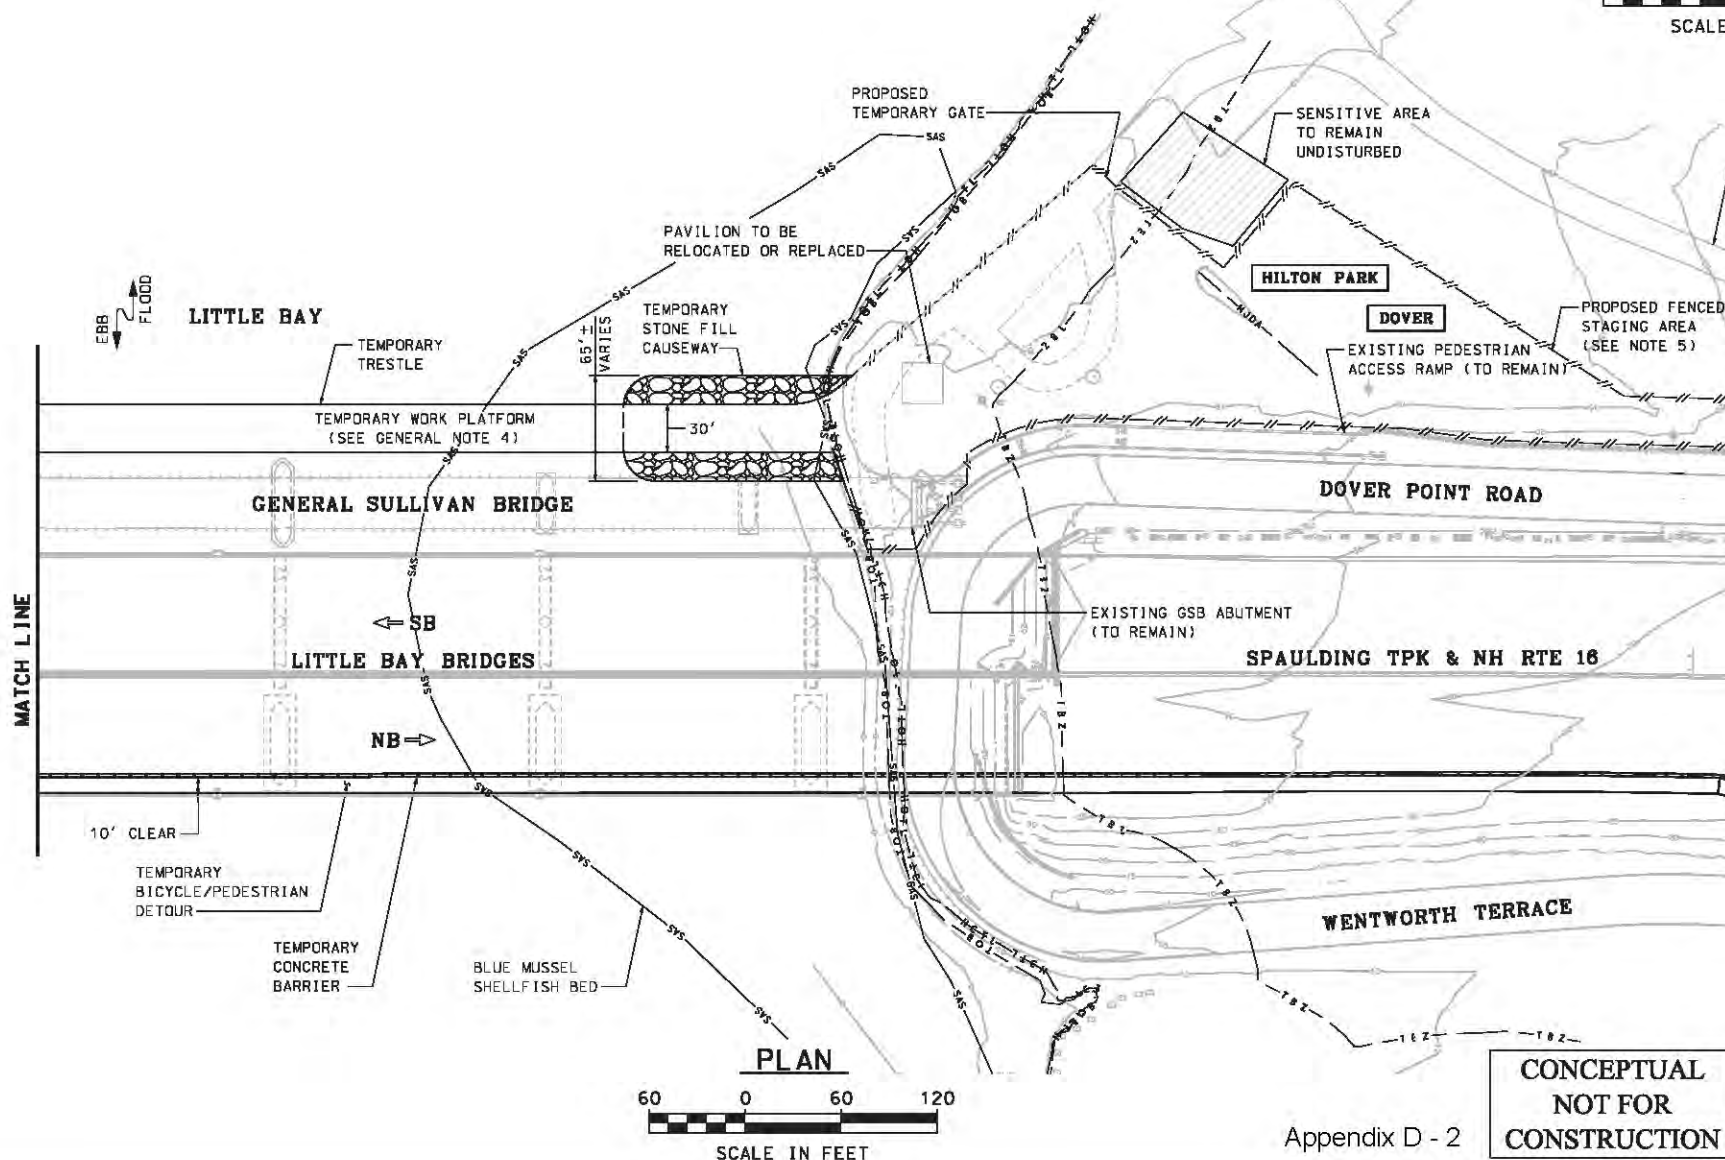 SCALE
PROPOSED
TEMPORARY GATE
SENSITIVE AREA
TO REMAIN
UNDISTURBED
SAS
SAS
PAVILION TO BE
RELOCATED OR REPLACED
HILTON PARK
DOVER
PROPOSED FENCED
STAGING AREA
(SEE NOTE 5)
EXISTING PEDESTRIAN
ACCESS RAMP (TO REMAIN)
EBB
FLOOD
LITTLE BAY
65'±
VARIES
TEMPORARY
STONE FILL
CAUSEWAY
TEMPORARY
TRESTLE
TEMPORARY WORK PLATFORM
(SEE GENERAL NOTE 4)
30'
GENERAL SULLIVAN BRIDGE
DOVER POINT ROAD
MATCH LINE
SB
LITTLE BAY BRIDGES
NB
EXISTING GSB ABUTMENT
(TO REMAIN)
SPAULDING TPK & NH RTE 16
10' CLEAR
TEMPORARY
BICYCLE/PEDESTRIAN
DETOUR
TEMPORARY
CONCRETE
BARRIER
BLUE MUSSEL
SHELLFISH BED
WENTWORTH TERRACE
TBZ
TBZ
PLAN
60 0 60 120
SCALE IN FEET
Appendix D - 2
CONCEPTUAL
NOT FOR
CONSTRUCTION